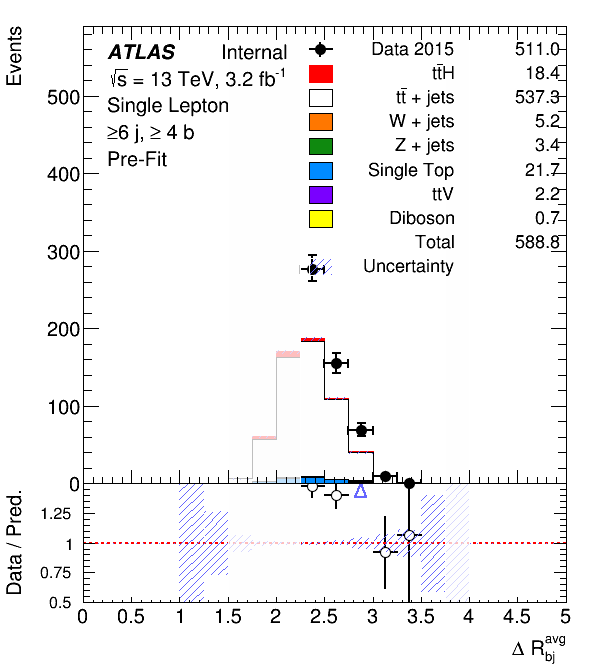 Events
ATLAS Internal
√s = 13 TeV, 3.2 fb⁻¹
Single Lepton
≥6 j, ≥ 4 b
Pre-Fit
Data 2015 511.0
tt̄H 18.4
tt̄ + jets 537.3
W + jets 5.2
Z + jets 3.4
Single Top 21.7
ttV 2.2
Diboson 0.7
Total 588.8
Uncertainty
500
400
300
200
100
0
Data / Pred.
1.25
1
0.75
0.5
0 0.5 1 1.5 2 2.5 3 3.5 4 4.5 5
Δ R_bj^avg